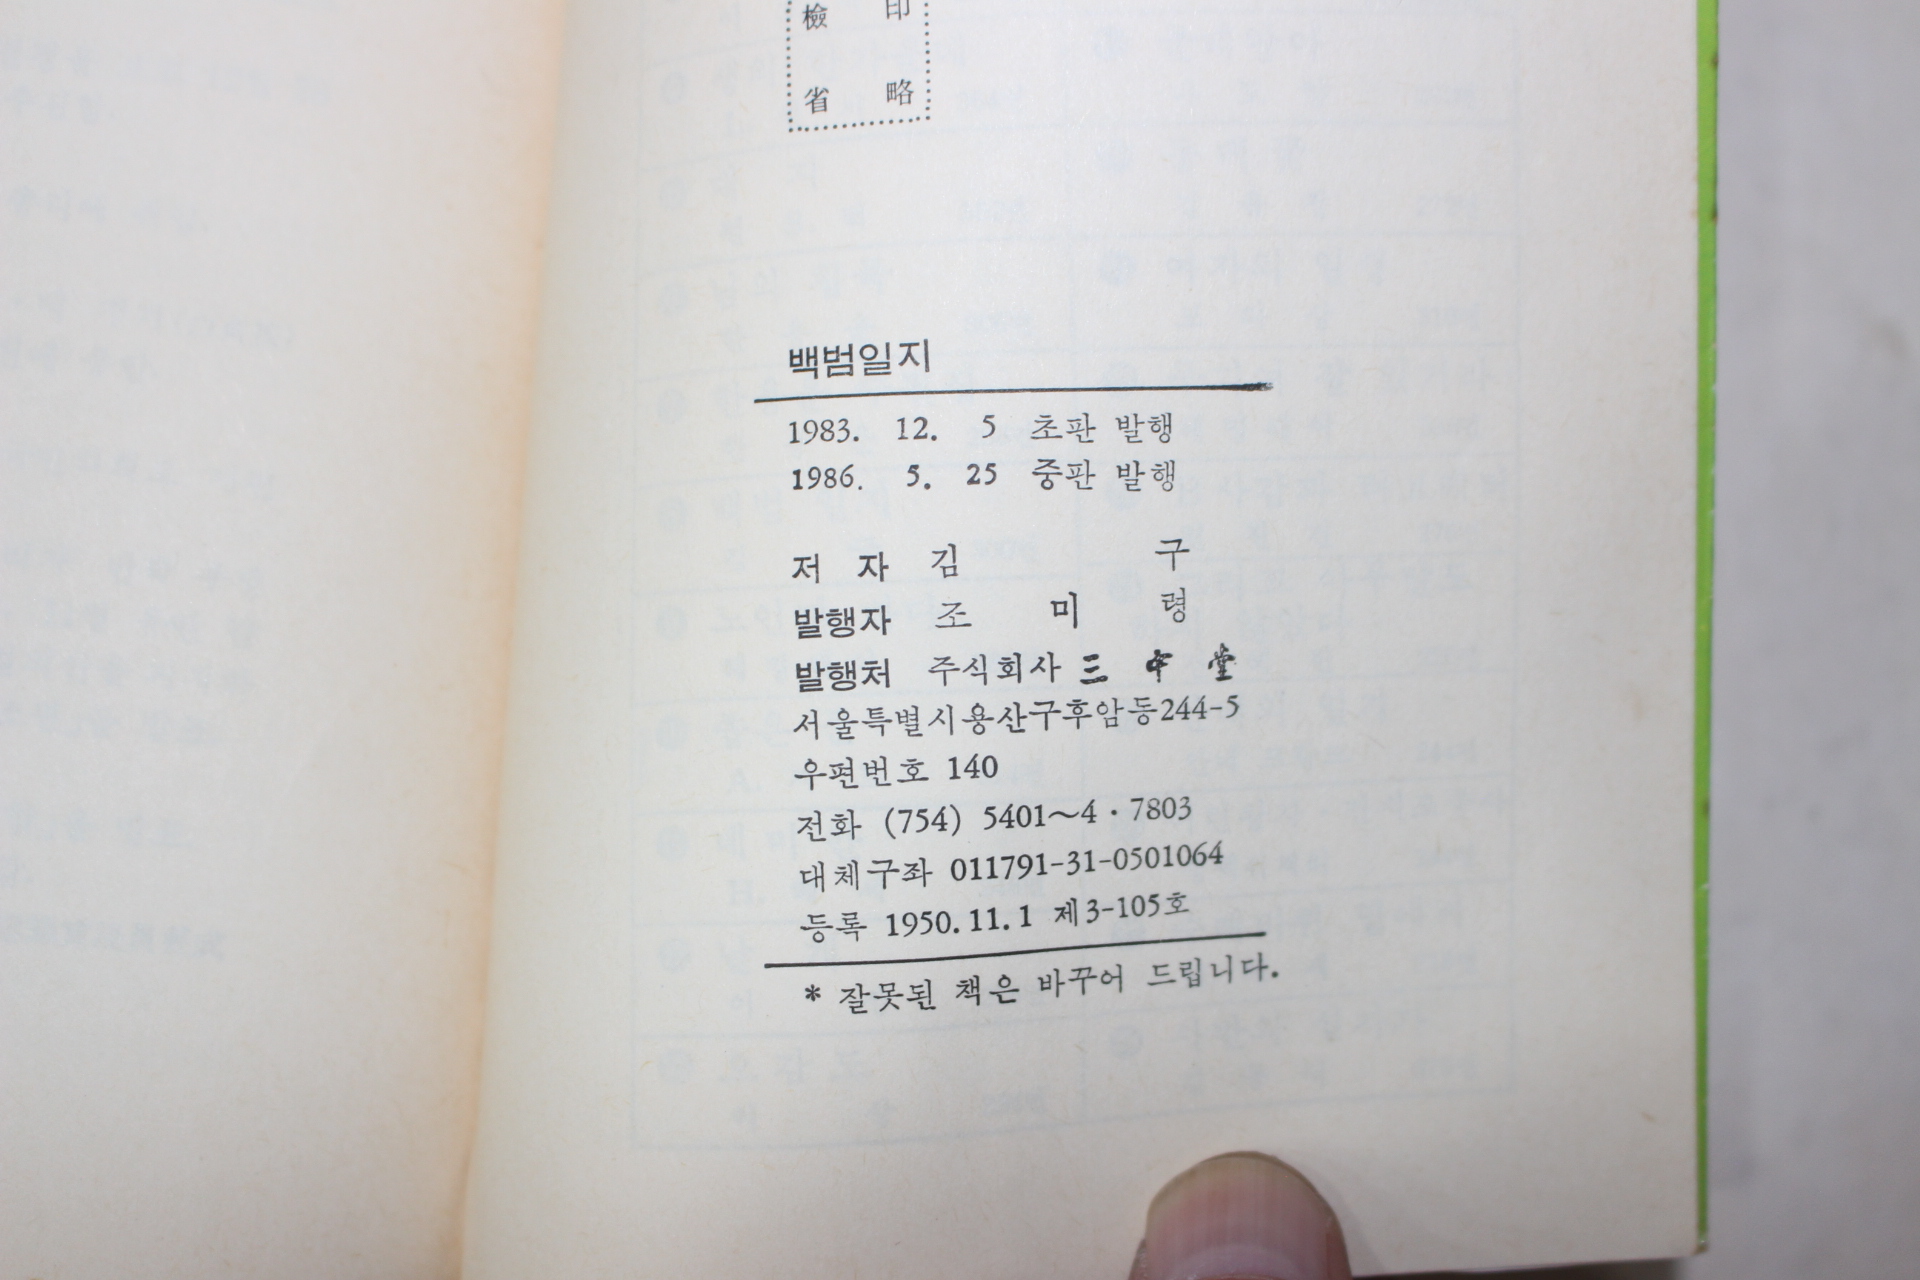 檢 印
省 略
백범일지
1983. 12. 5 초판 발행
1986. 5. 25 중판 발행
저 자 김 구
발행자 조 미 령
발행처 주식회사 三 中 堂
서울특별시용산구후암동244-5
우편번호 140
전화 (754) 5401~4·7803
대체구좌 011791-31-0501064
등록 1950.11.1 제3-105호
* 잘못된 책은 바꾸어 드립니다.